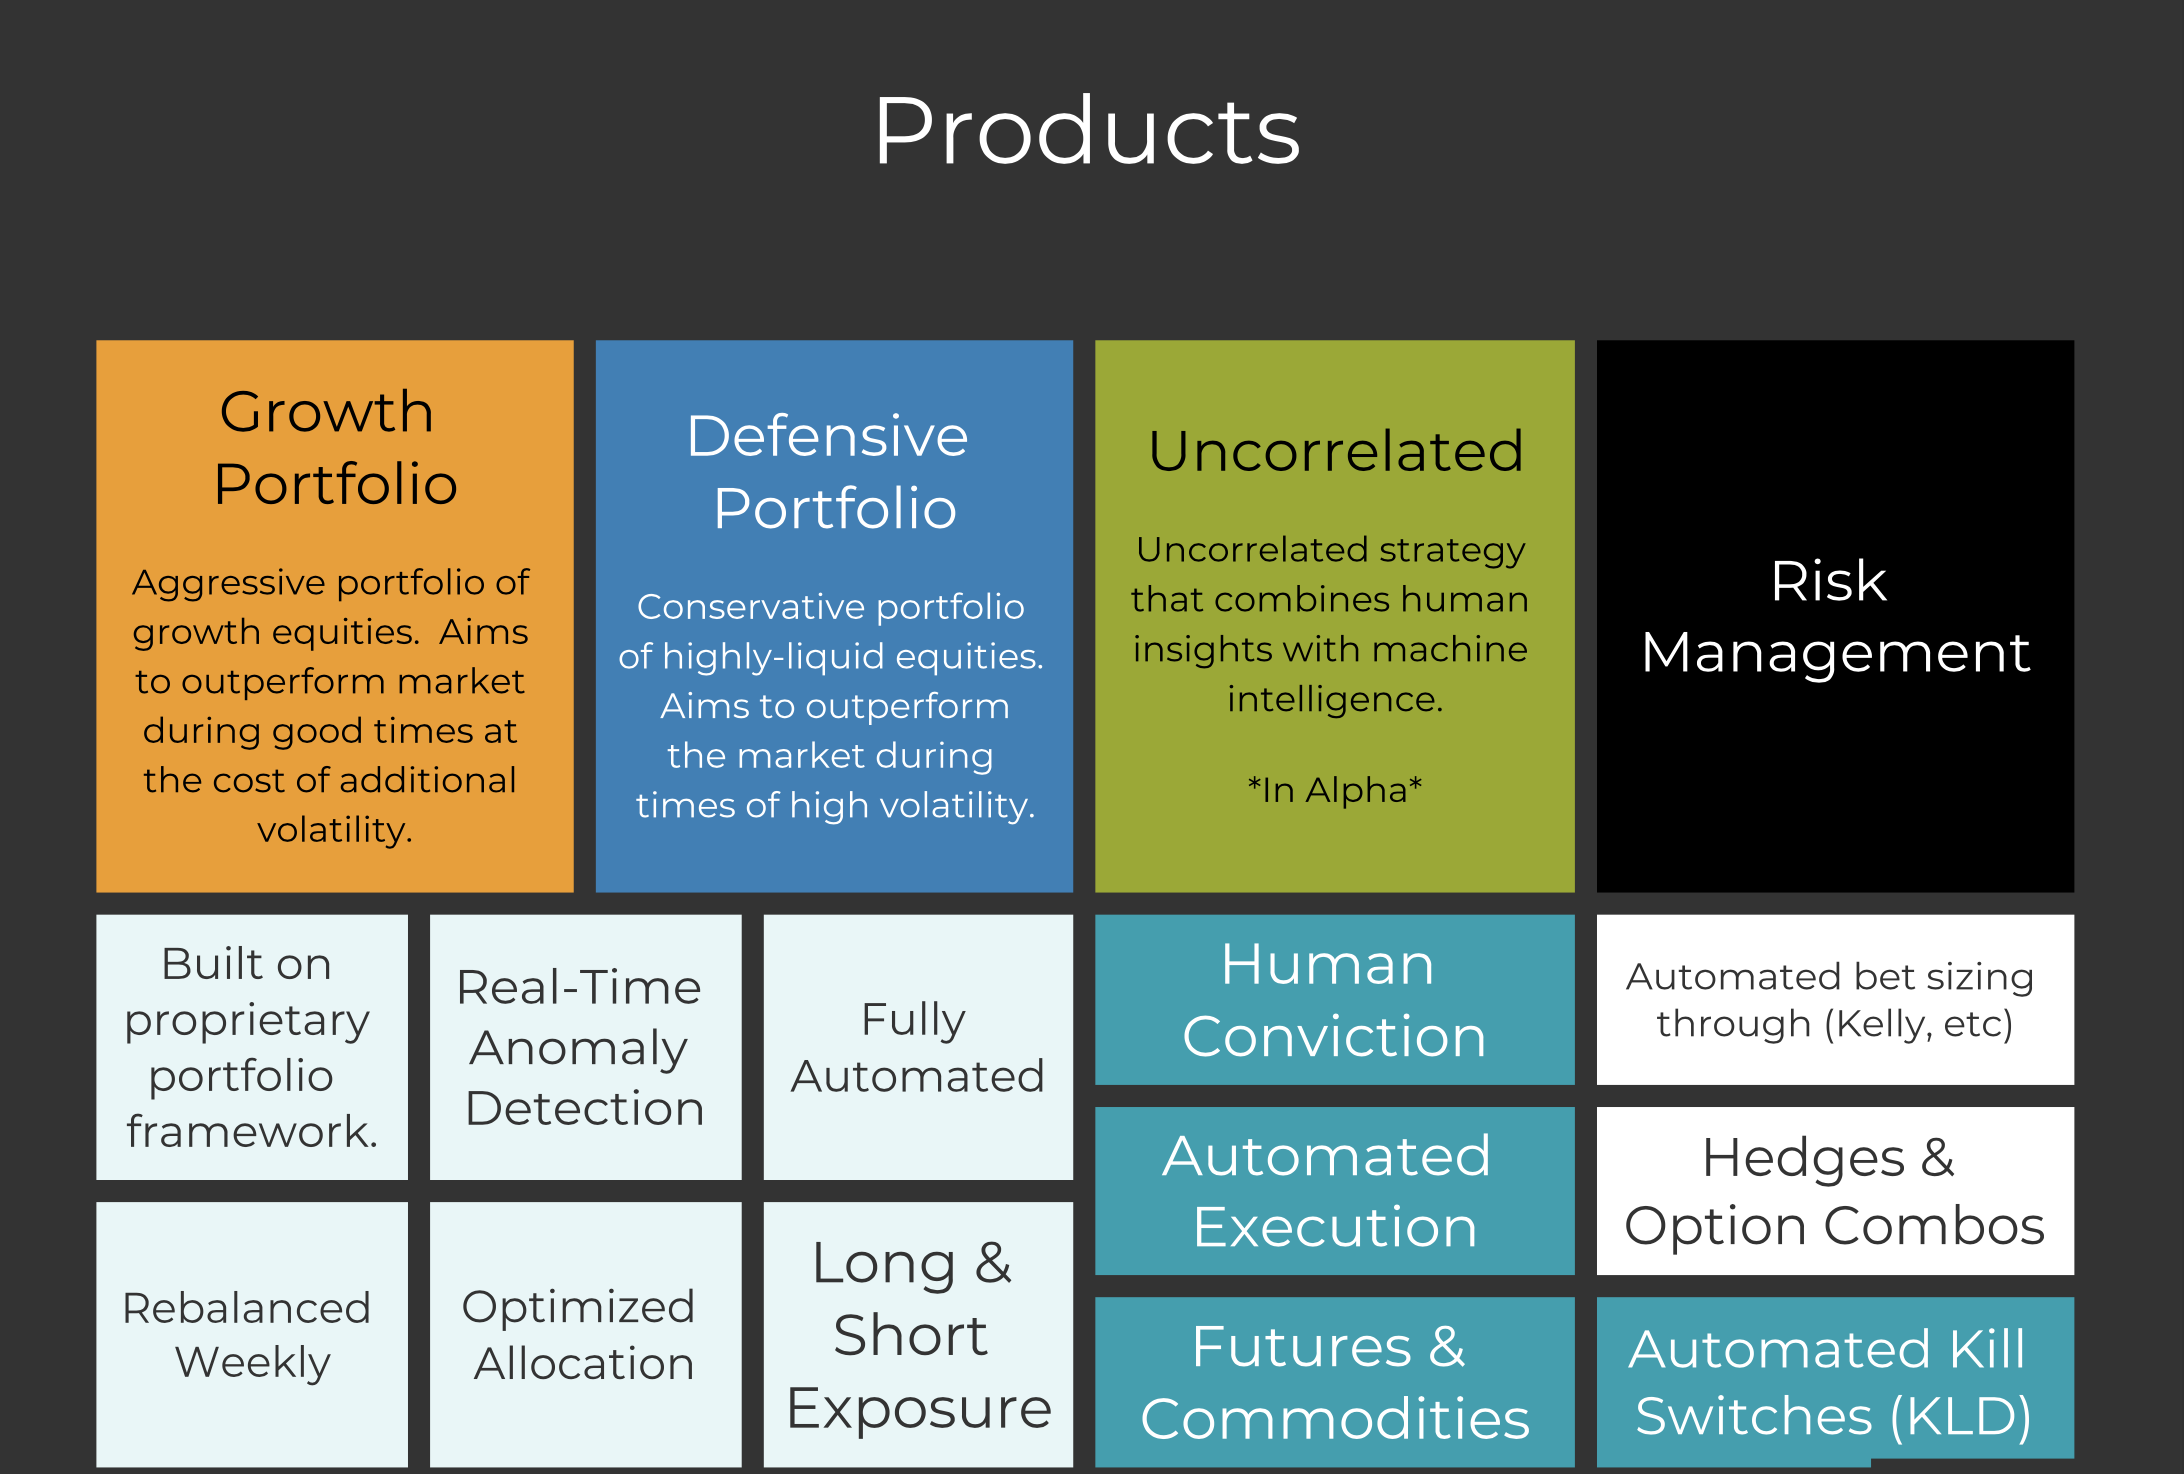 Products
Growth
Portfolio
Aggressive portfolio of
growth equities.  Aims
to outperform market
during good times at
the cost of additional
volatility.
Defensive
Portfolio
Conservative portfolio
of highly-liquid equities.
Aims to outperform
the market during
times of high volatility.
Uncorrelated
Uncorrelated strategy
that combines human
insights with machine
intelligence.
*In Alpha*
Risk
Management
Built on
proprietary
portfolio
framework.
Real-Time
Anomaly
Detection
Fully
Automated
Rebalanced
Weekly
Optimized
Allocation
Long &
Short
Exposure
Human
Conviction
Automated
Execution
Futures &
Commodities
Automated bet sizing
through (Kelly, etc)
Hedges &
Option Combos
Automated Kill
Switches (KLD)